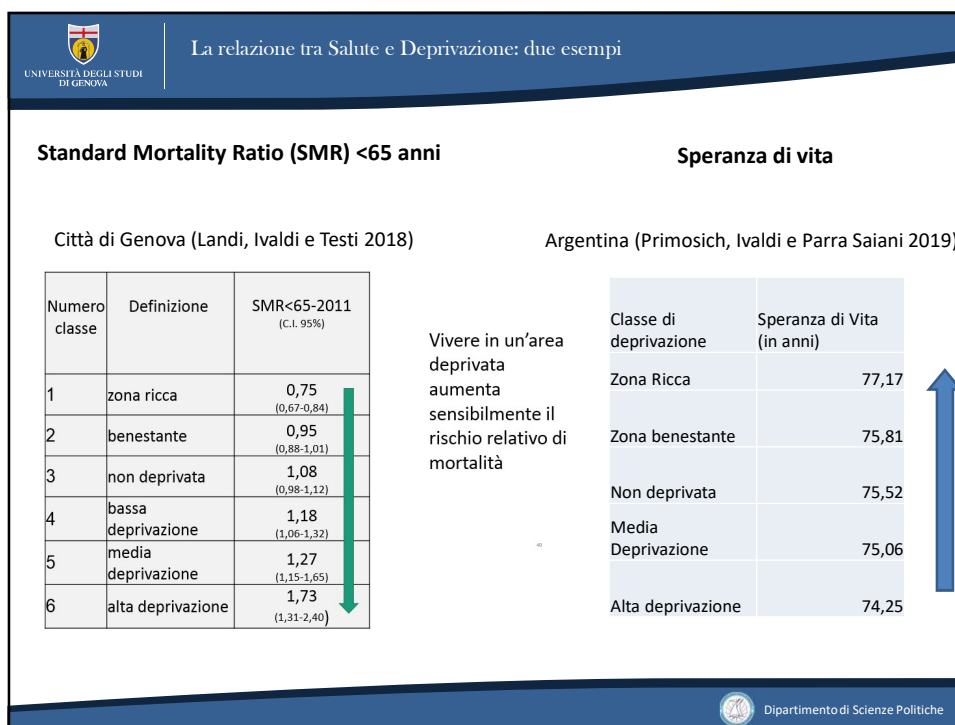 UNIVERSITÀ DEGLI STUDI
DI GENOVA
La relazione tra Salute e Deprivazione: due esempi
Standard Mortality Ratio (SMR) <65 anni
Città di Genova (Landi, Ivaldi e Testi 2018)
Numero classe Definizione SMR<65-2011 (C.I. 95%)
1 zona ricca 0,75 (0,67-0,84)
2 benestante 0,95 (0,88-1,01)
3 non deprivata 1,08 (0,98-1,12)
4 bassa deprivazione 1,18 (1,06-1,32)
5 media deprivazione 1,27 (1,15-1,65)
6 alta deprivazione 1,73 (1,31-2,40)
Vivere in un'area
deprivata
aumenta
sensibilmente il
rischio relativo di
mortalità
40
Speranza di vita
Argentina (Primosich, Ivaldi e Parra Saiani 2019)
Classe di deprivazione Speranza di Vita (in anni)
Zona Ricca 77,17
Zona benestante 75,81
Non deprivata 75,52
Media Deprivazione 75,06
Alta deprivazione 74,25
Dipartimento di Scienze Politiche